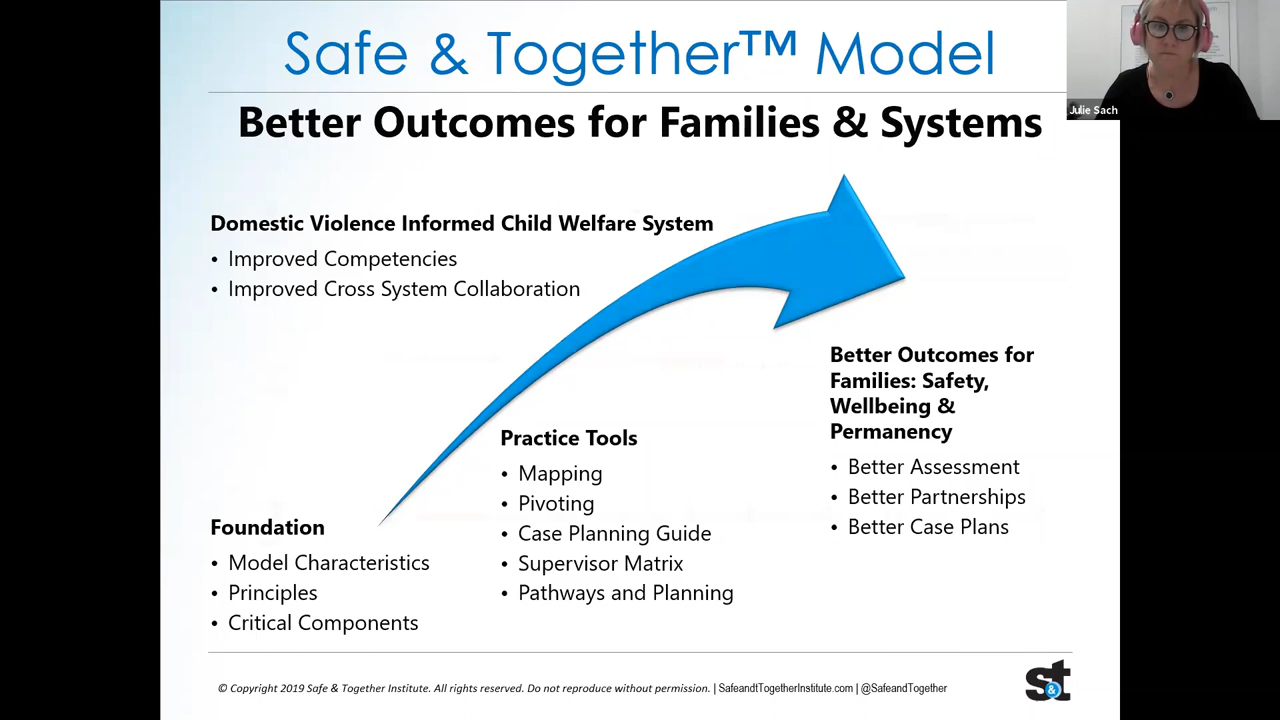 Safe & Together™ Model
Better Outcomes for Families & Systems
Julie Sach
Domestic Violence Informed Child Welfare System
• Improved Competencies
• Improved Cross System Collaboration
Better Outcomes for
Families: Safety,
Wellbeing &
Permanency
• Better Assessment
• Better Partnerships
• Better Case Plans
Practice Tools
• Mapping
• Pivoting
• Case Planning Guide
• Supervisor Matrix
• Pathways and Planning
Foundation
• Model Characteristics
• Principles
• Critical Components
© Copyright 2019 Safe & Together Institute. All rights reserved. Do not reproduce without permission. | SafeandtTogetherInstitute.com | @SafeandTogether
s&t